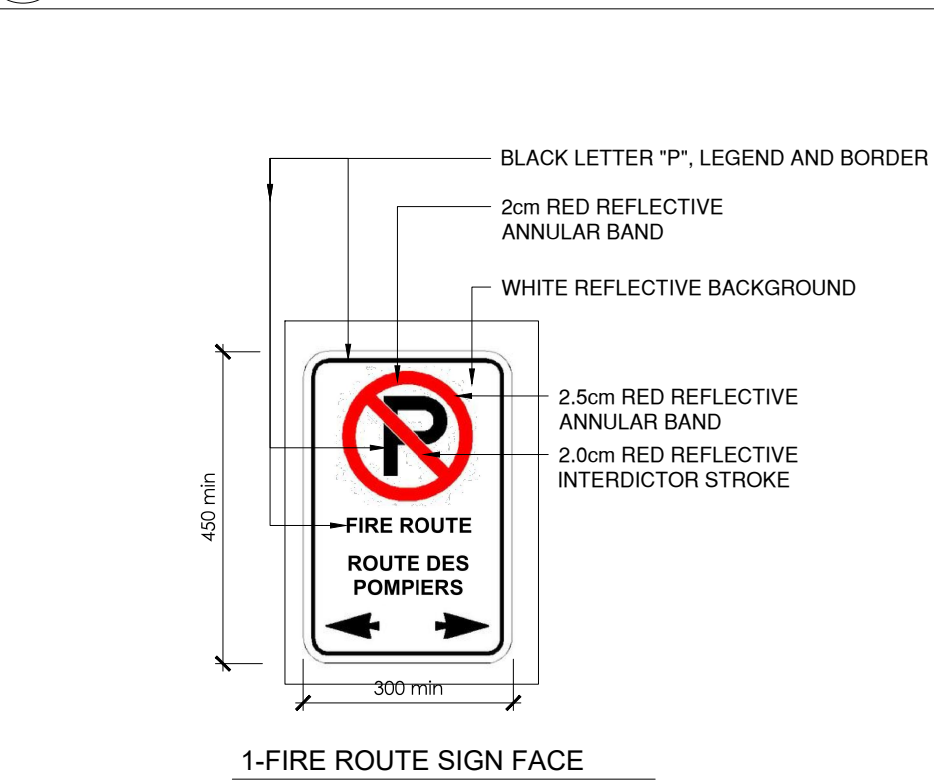 BLACK LETTER "P", LEGEND AND BORDER
2cm RED REFLECTIVE
ANNULAR BAND
WHITE REFLECTIVE BACKGROUND
2.5cm RED REFLECTIVE
ANNULAR BAND
2.0cm RED REFLECTIVE
INTERDICTOR STROKE
450 min
P
FIRE ROUTE
ROUTE DES
POMPIERS
300 min
1-FIRE ROUTE SIGN FACE